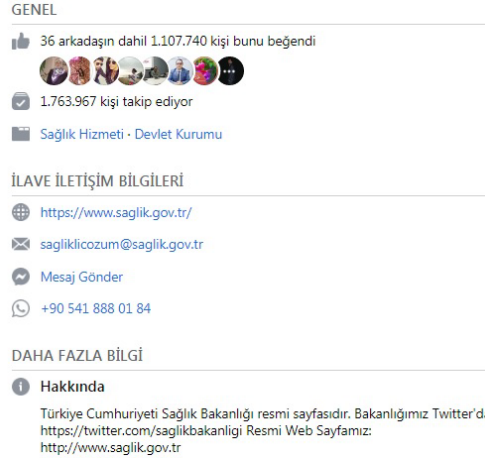 GENEL
36 arkadaşın dahil 1.107.740 kişi bunu beğendi
1.763.967 kişi takip ediyor
Sağlık Hizmeti · Devlet Kurumu
İLAVE İLETİŞİM BİLGİLERİ
https://www.saglik.gov.tr/
sagliklicozum@saglik.gov.tr
Mesaj Gönder
+90 541 888 01 84
DAHA FAZLA BİLGİ
Hakkında
Türkiye Cumhuriyeti Sağlık Bakanlığı resmi sayfasıdır. Bakanlığımız Twitter'da
https://twitter.com/saglikbakanligi Resmi Web Sayfamız:
http://www.saglik.gov.tr